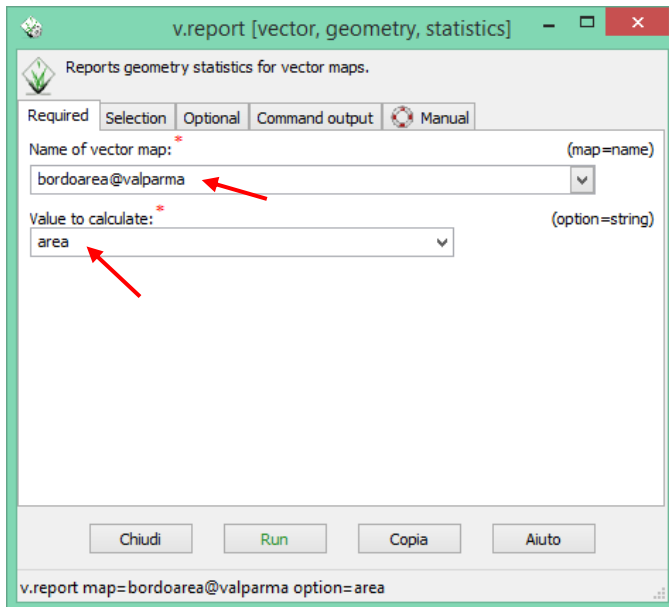 v.report [vector, geometry, statistics]
Reports geometry statistics for vector maps.
Required Selection Optional Command output Manual
Name of vector map:* (map=name)
bordoarea@valparma
Value to calculate:* (option=string)
area
Chiudi Run Copia Aiuto
v.report map=bordoarea@valparma option=area